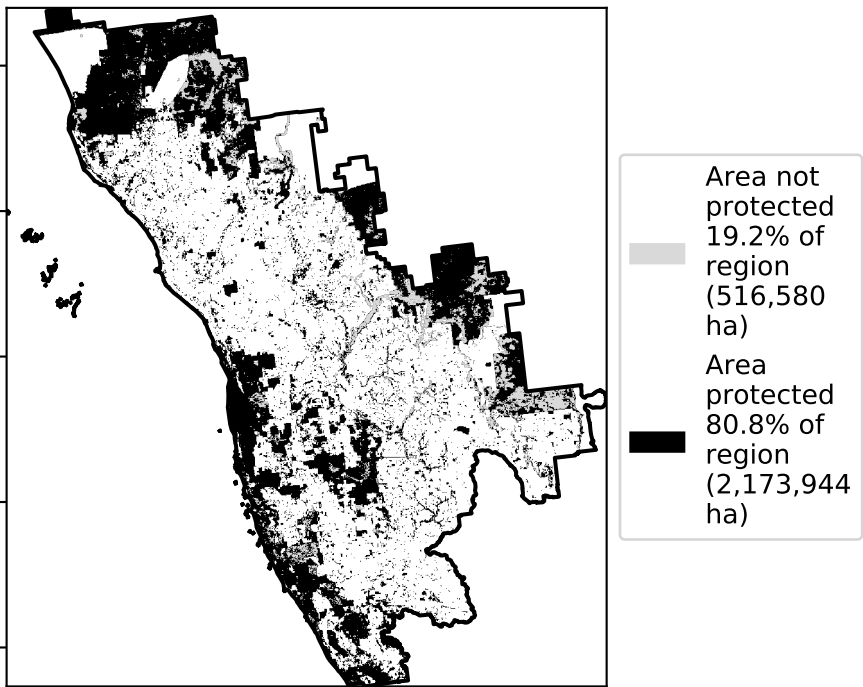 Area not
protected
19.2% of
region
(516,580
ha)
Area
protected
80.8% of
region
(2,173,944
ha)